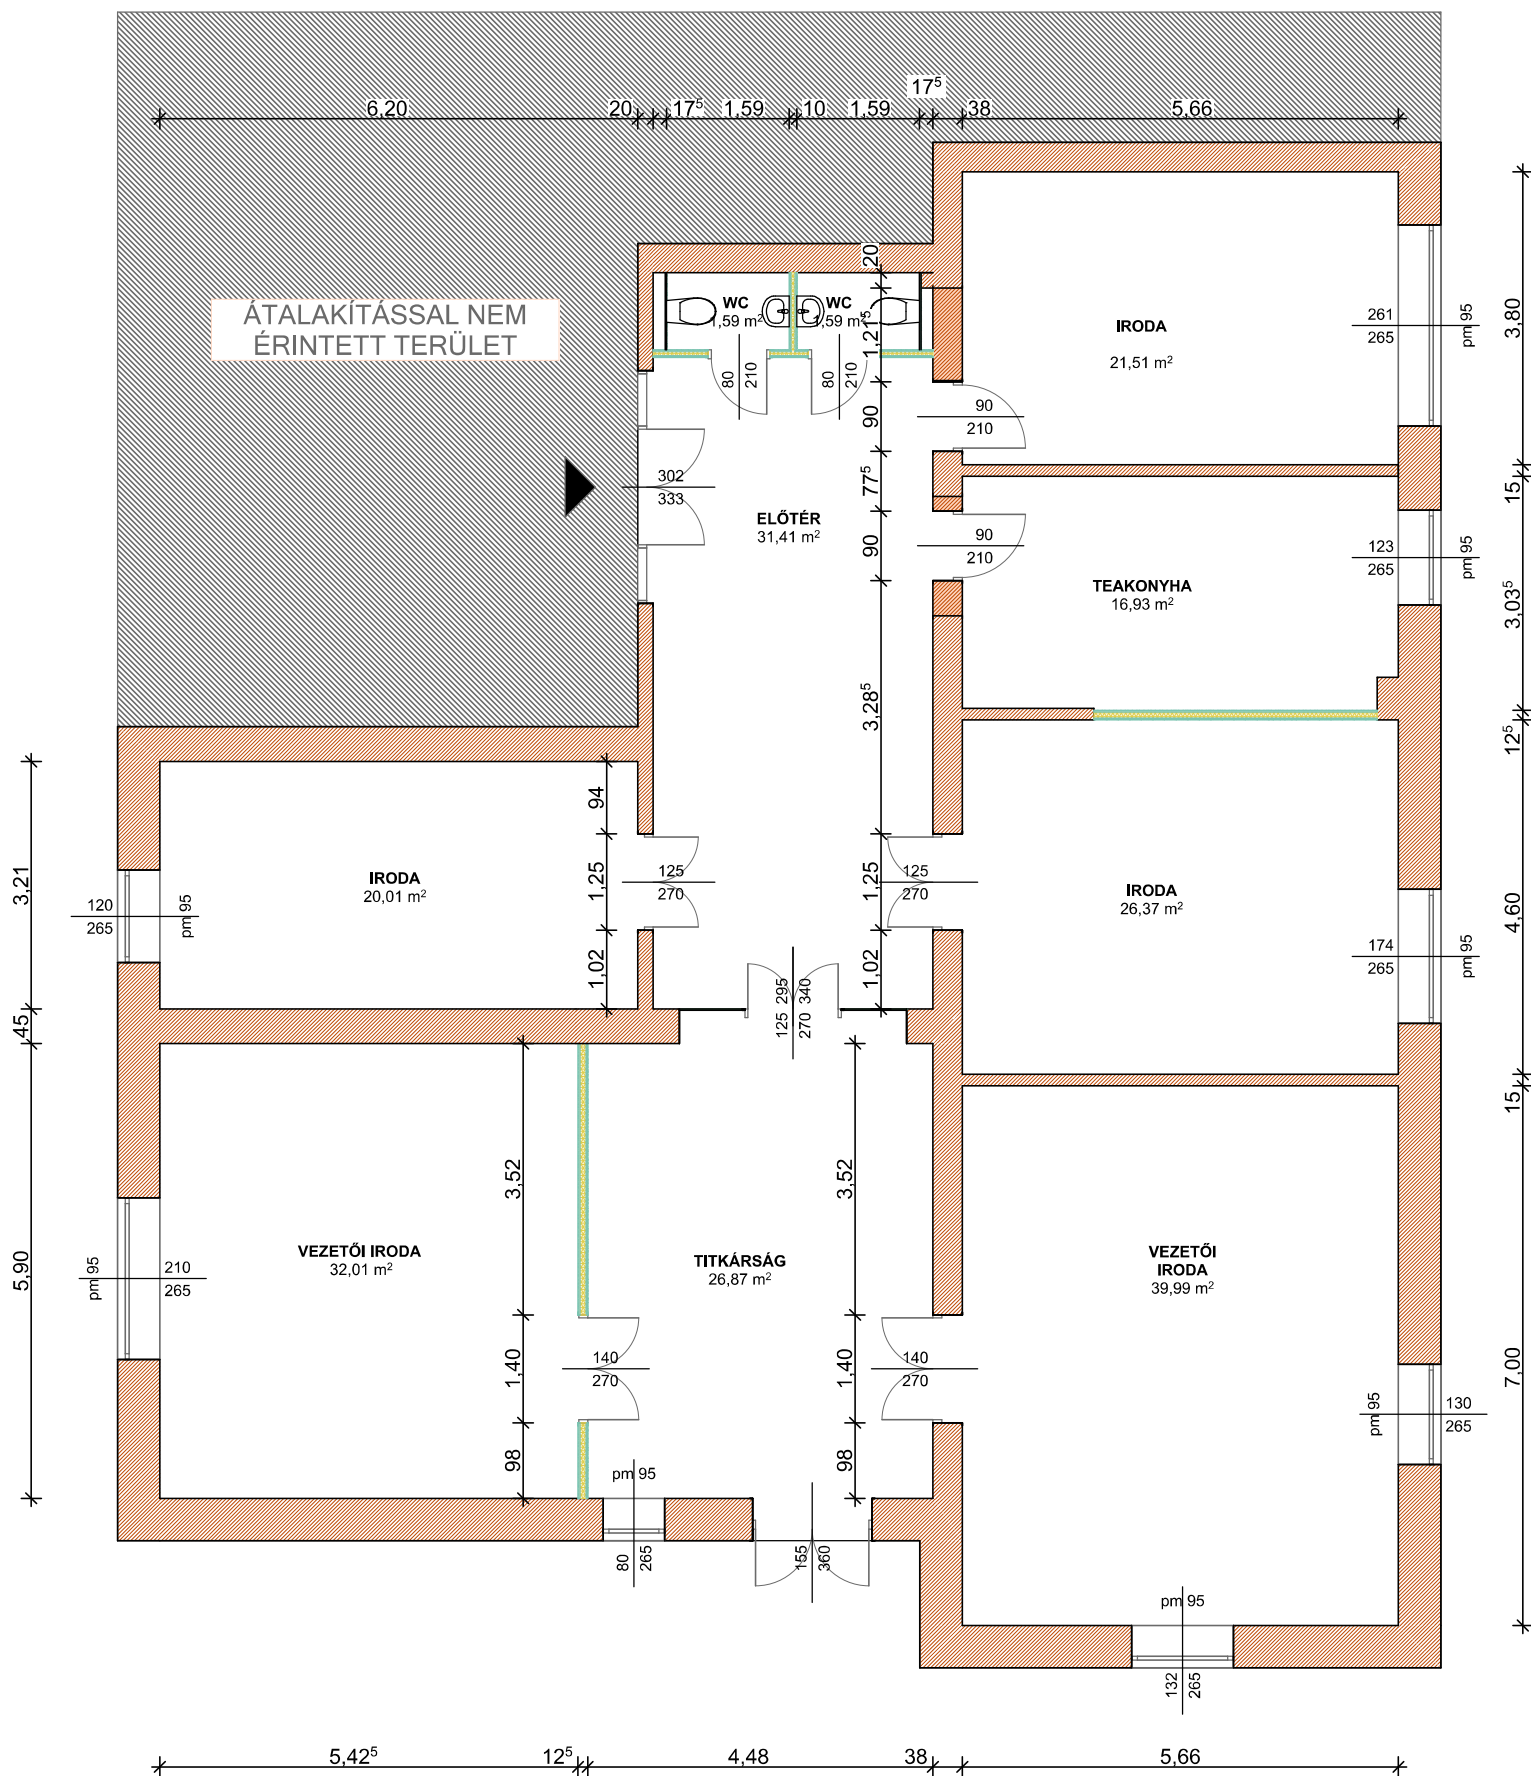 17⁵
6,20
20
17⁵
1,59
10
1,59
38
5,66
20
ÁTALAKÍTÁSSAL NEM
ÉRINTETT TERÜLET
WC
1,59 m²
WC
1,59 m²
1,21⁵
80
210
80
210
IRODA
21,51 m²
261
265
pm 95
3,80
90
90
210
302
333
77⁵
15
ELŐTÉR
31,41 m²
90
90
210
123
265
pm 95
TEAKONYHA
16,93 m²
3,03⁵
3,28⁵
12⁵
94
3,21
IRODA
20,01 m²
1,25
125
270
1,25
125
270
IRODA
26,37 m²
120
265
pm 95
174
265
pm 95
4,60
1,02
1,02
125
295
270
340
45
15
3,52
3,52
VEZETŐI IRODA
32,01 m²
TITKÁRSÁG
26,87 m²
VEZETŐI
IRODA
39,99 m²
5,90
pm 95
210
265
1,40
140
270
1,40
140
270
7,00
pm 95
130
265
98
98
pm 95
80
265
155
360
pm 95
132
265
5,42⁵
12⁵
4,48
38
5,66